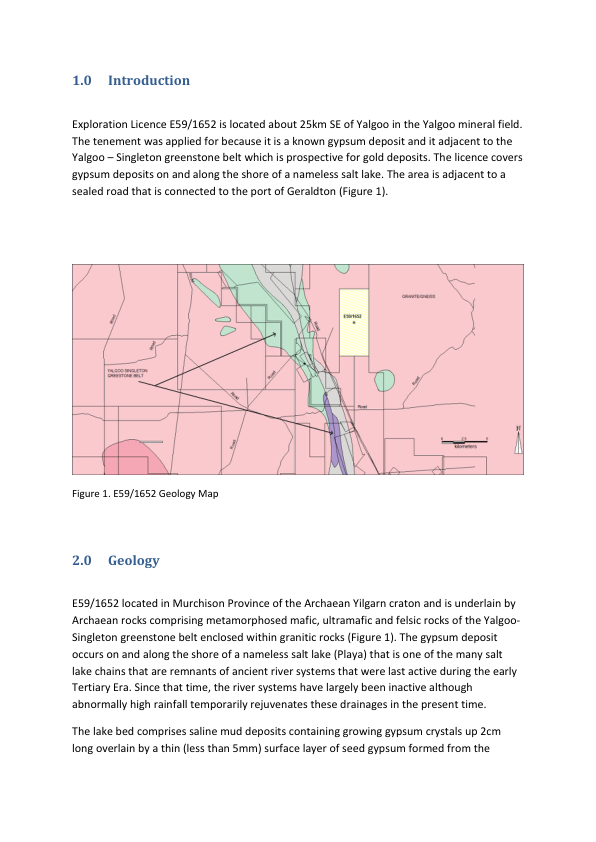 1.0 Introduction
Exploration Licence E59/1652 is located about 25km SE of Yalgoo in the Yalgoo mineral field.
The tenement was applied for because it is a known gypsum deposit and it adjacent to the
Yalgoo – Singleton greenstone belt which is prospective for gold deposits. The licence covers
gypsum deposits on and along the shore of a nameless salt lake. The area is adjacent to a
sealed road that is connected to the port of Geraldton (Figure 1).
GRANITE/GNEISS
E59/1652
Road
Road
Road
YALGOO SINGLETON
GREENSTONE BELT
Road
Road
Road
Road
Road
kilometers
N
Figure 1. E59/1652 Geology Map
2.0 Geology
E59/1652 located in Murchison Province of the Archaean Yilgarn craton and is underlain by
Archaean rocks comprising metamorphosed mafic, ultramafic and felsic rocks of the Yalgoo-
Singleton greenstone belt enclosed within granitic rocks (Figure 1). The gypsum deposit
occurs on and along the shore of a nameless salt lake (Playa) that is one of the many salt
lake chains that are remnants of ancient river systems that were last active during the early
Tertiary Era. Since that time, the river systems have largely been inactive although
abnormally high rainfall temporarily rejuvenates these drainages in the present time.
The lake bed comprises saline mud deposits containing growing gypsum crystals up 2cm
long overlain by a thin (less than 5mm) surface layer of seed gypsum formed from the